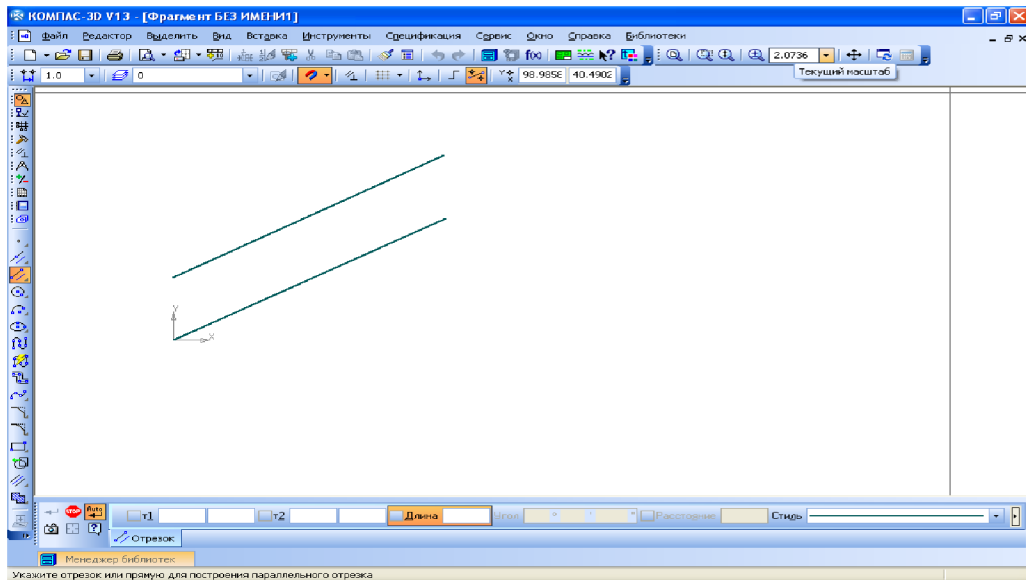 КОМПАС-3D V13 - [Фрагмент БЕЗ ИМЕНИ1]
Файл Редактор Выделить Вид Вставка Инструменты Спецификация Сервис Окно Справка Библиотеки
f(x) 2.0736
1.0 0 98.9858 40.4902 Текущий масштаб
Y
X
STOP Auto т1 т2 Длина Угол Расстояние Стиль
Отрезок
Менеджер библиотек
Укажите отрезок или прямую для построения параллельного отрезка